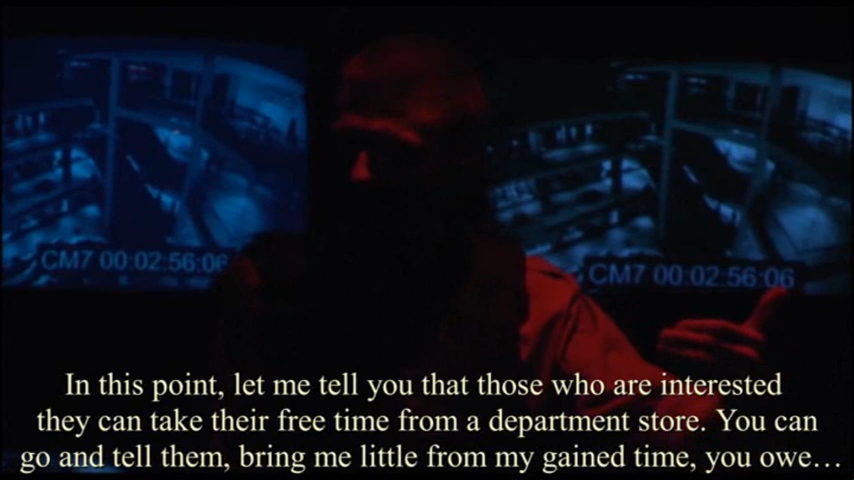 CM7 00:02:56:06
CM7 00:02:56:06
In this point, let me tell you that those who are interested
they can take their free time from a department store. You can
go and tell them, bring me little from my gained time, you owe…